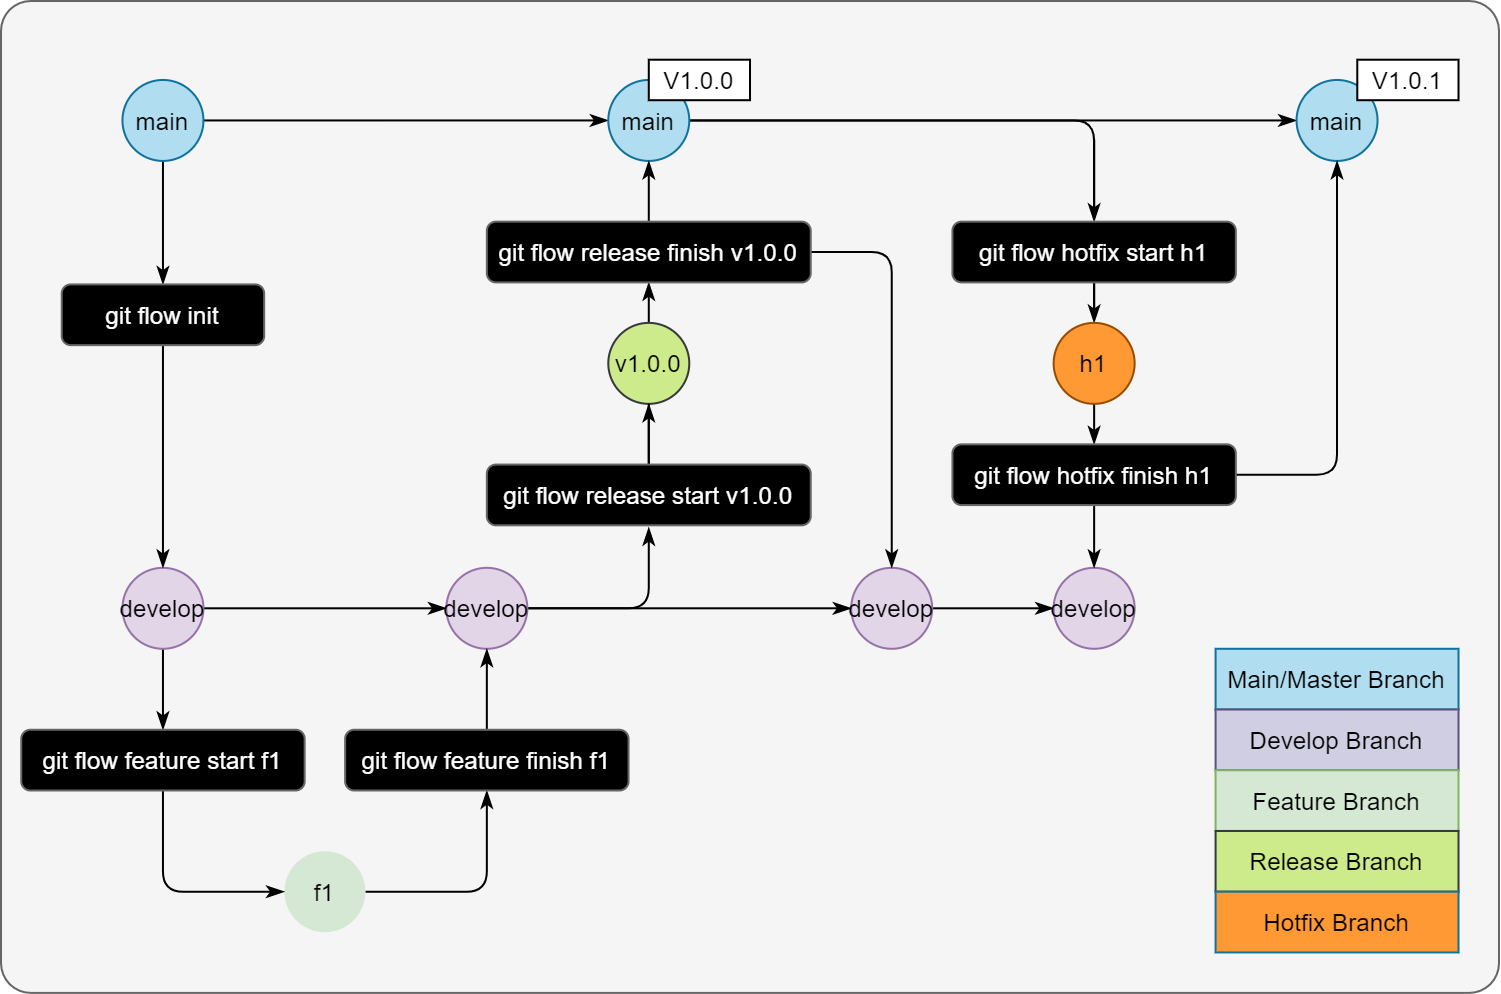 V1.0.0
V1.0.1
main
main
main
git flow release finish v1.0.0
git flow hotfix start h1
git flow init
v1.0.0
h1
git flow hotfix finish h1
git flow release start v1.0.0
develop
develop
develop
develop
Main/Master Branch
Develop Branch
git flow feature start f1
git flow feature finish f1
Feature Branch
Release Branch
f1
Hotfix Branch